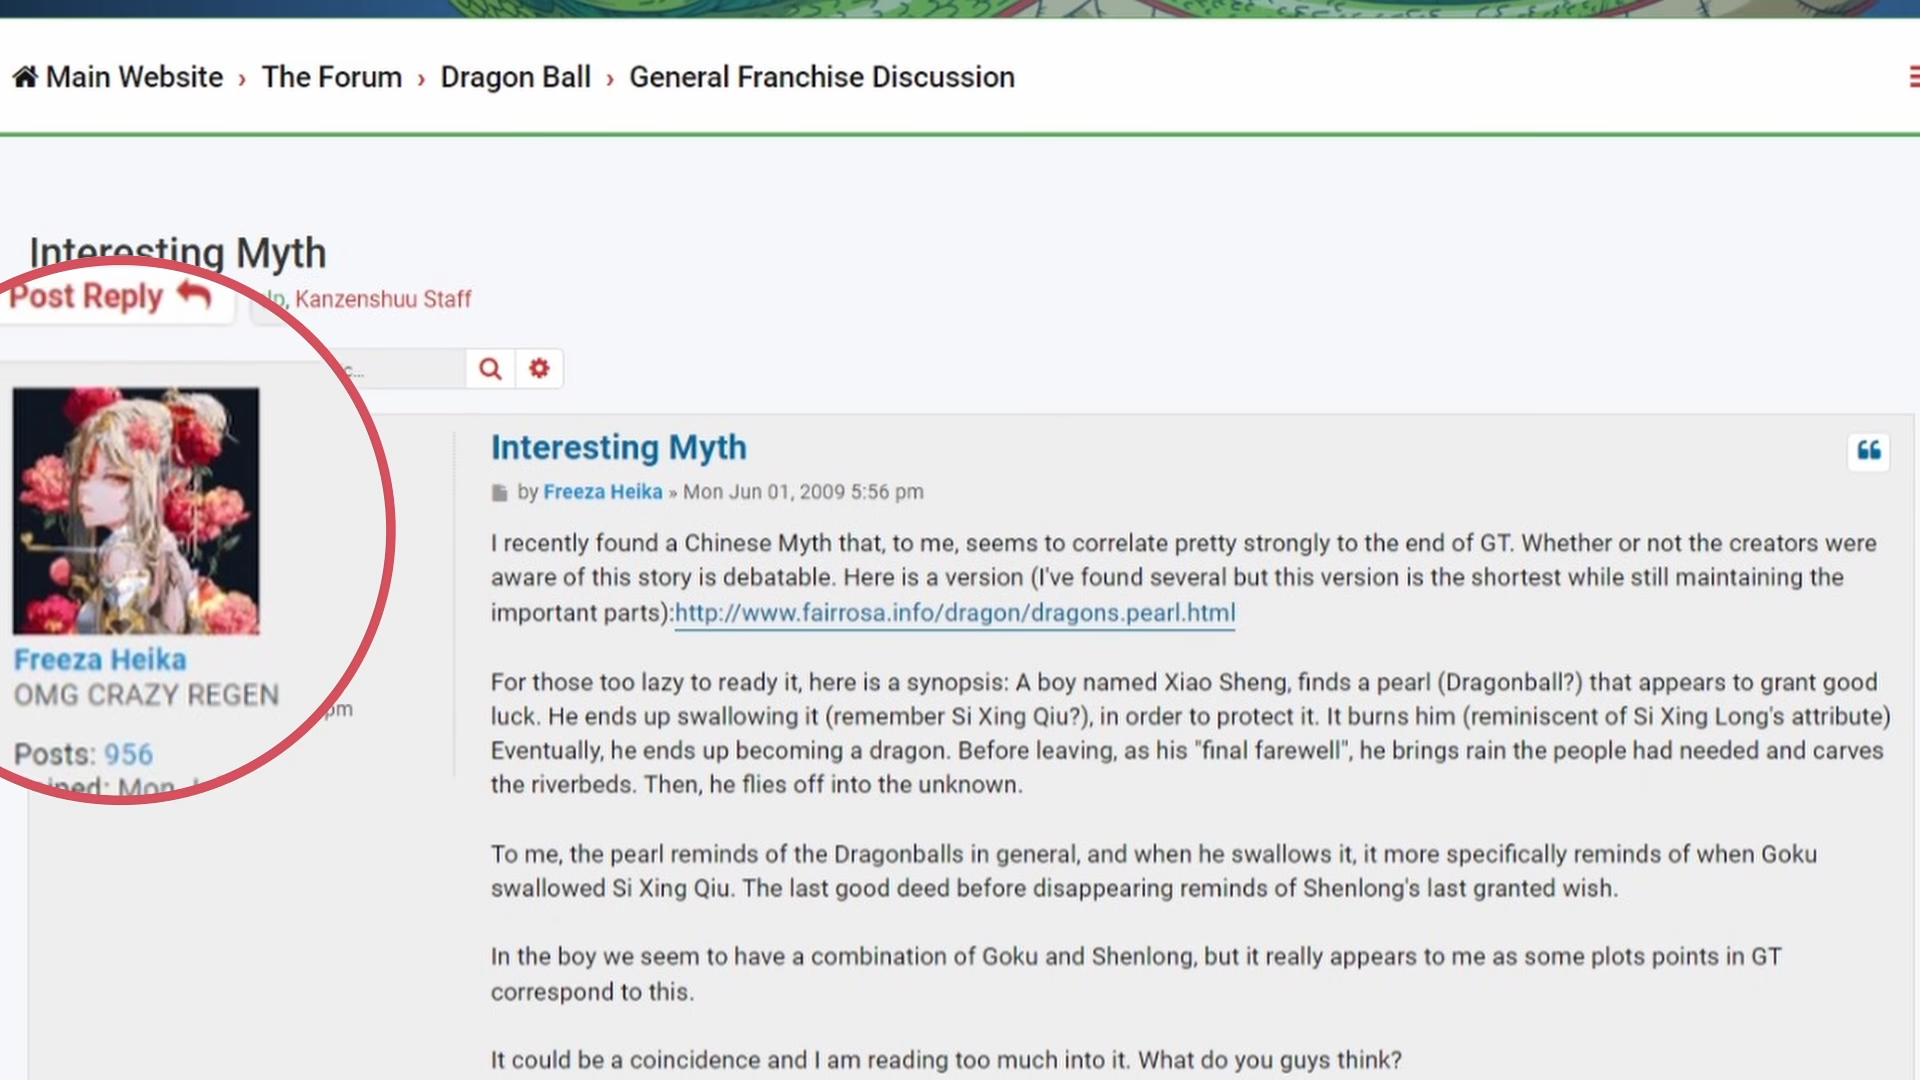 Main Website › The Forum › Dragon Ball › General Franchise Discussion
Interesting Myth
Post Reply
Kanzenshuu Staff
Freeza Heika
OMG CRAZY REGEN
pm
Posts: 956
Mon
Interesting Myth
by Freeza Heika » Mon Jun 01, 2009 5:56 pm
I recently found a Chinese Myth that, to me, seems to correlate pretty strongly to the end of GT. Whether or not the creators were
aware of this story is debatable. Here is a version (I've found several but this version is the shortest while still maintaining the
important parts):http://www.fairrosa.info/dragon/dragons.pearl.html
For those too lazy to ready it, here is a synopsis: A boy named Xiao Sheng, finds a pearl (Dragonball?) that appears to grant good
luck. He ends up swallowing it (remember Si Xing Qiu?), in order to protect it. It burns him (reminiscent of Si Xing Long's attribute)
Eventually, he ends up becoming a dragon. Before leaving, as his "final farewell", he brings rain the people had needed and carves
the riverbeds. Then, he flies off into the unknown.
To me, the pearl reminds of the Dragonballs in general, and when he swallows it, it more specifically reminds of when Goku
swallowed Si Xing Qiu. The last good deed before disappearing reminds of Shenlong's last granted wish.
In the boy we seem to have a combination of Goku and Shenlong, but it really appears to me as some plots points in GT
correspond to this.
It could be a coincidence and I am reading too much into it. What do you guys think?